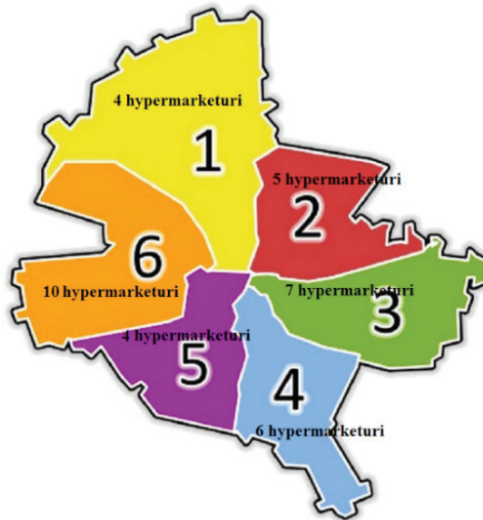 4 hypermarketuri
1
5 hypermarketuri
2
6
10 hypermarketuri
7 hypermarketuri
3
4 hypermarketuri
5
4
6 hypermarketuri